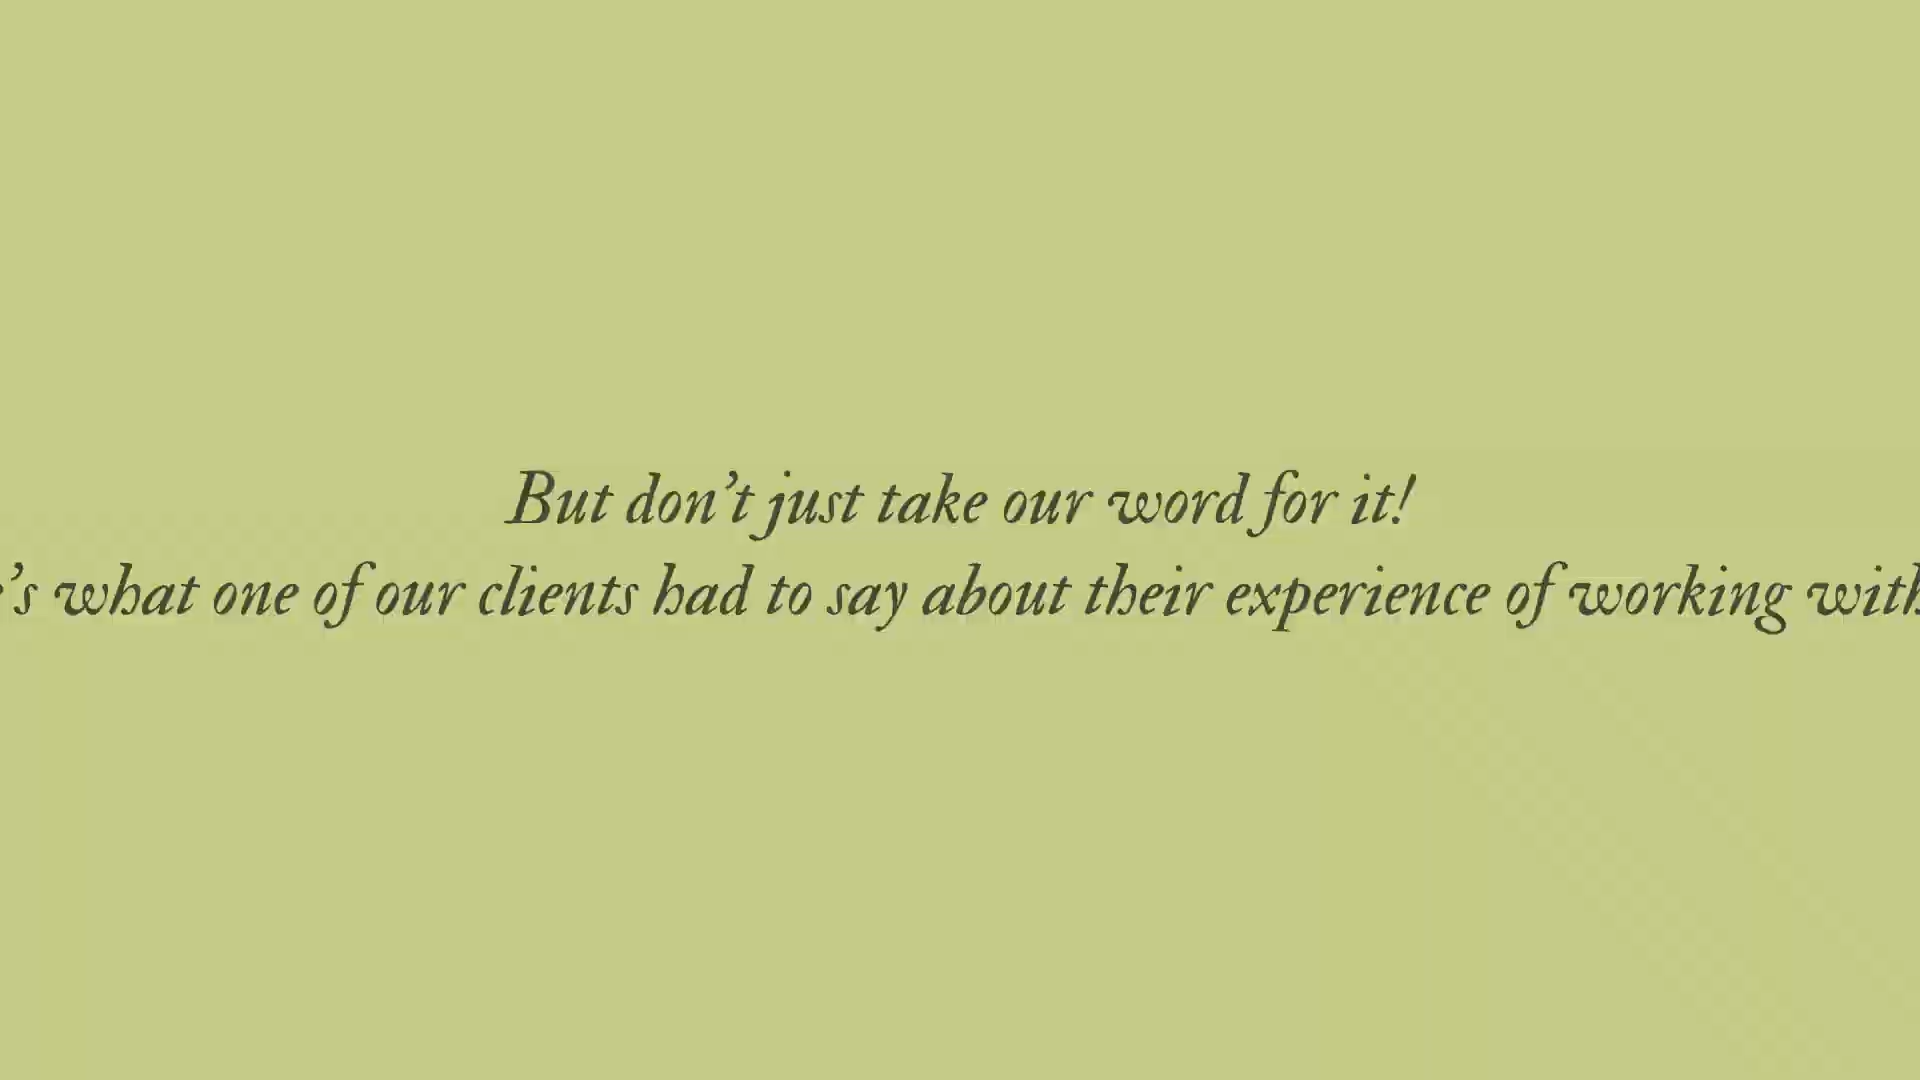 But don’t just take our word for it!
’s what one of our clients had to say about their experience of working with